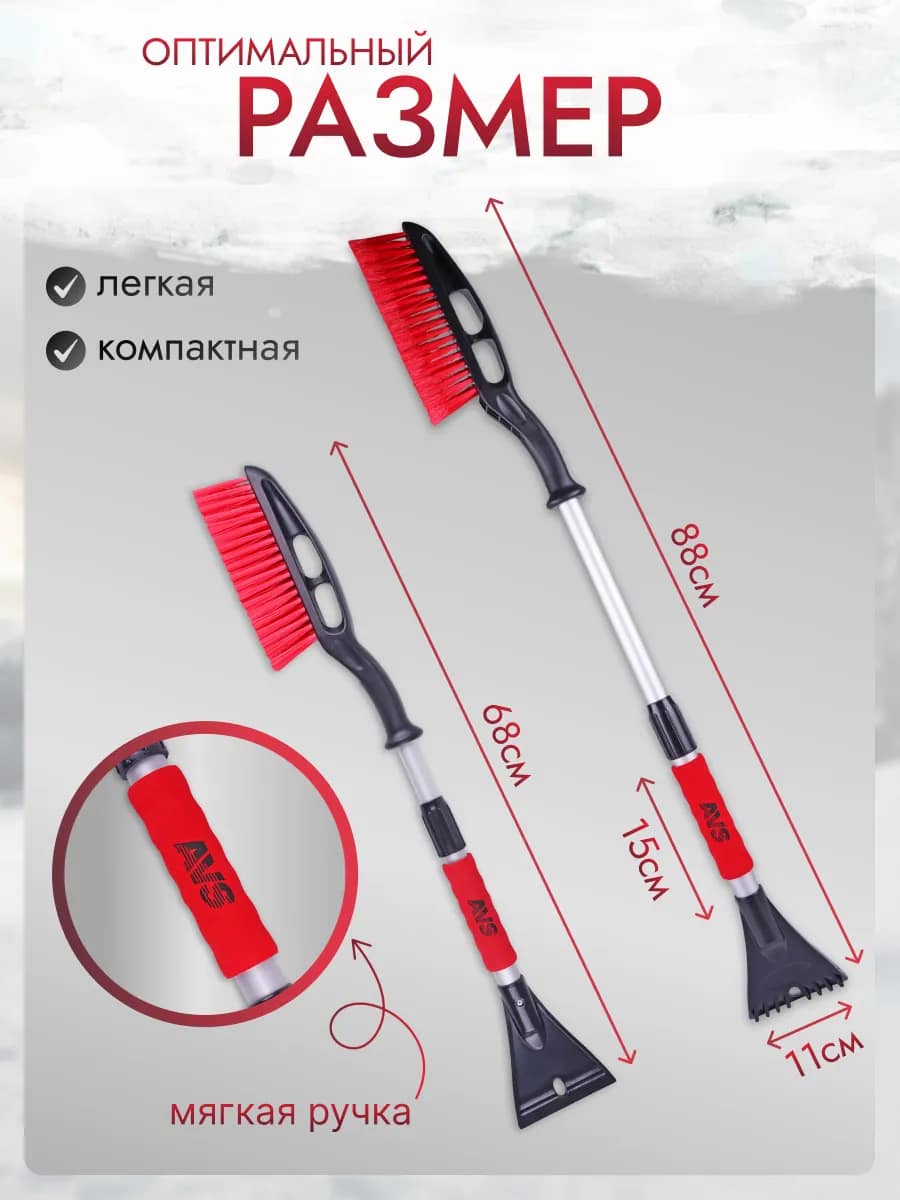 ОПТИМАЛЬНЫЙ
РАЗМЕР
легкая
компактная
88см
68см
15см
11см
AVS
AVS
AVS
мягкая ручка